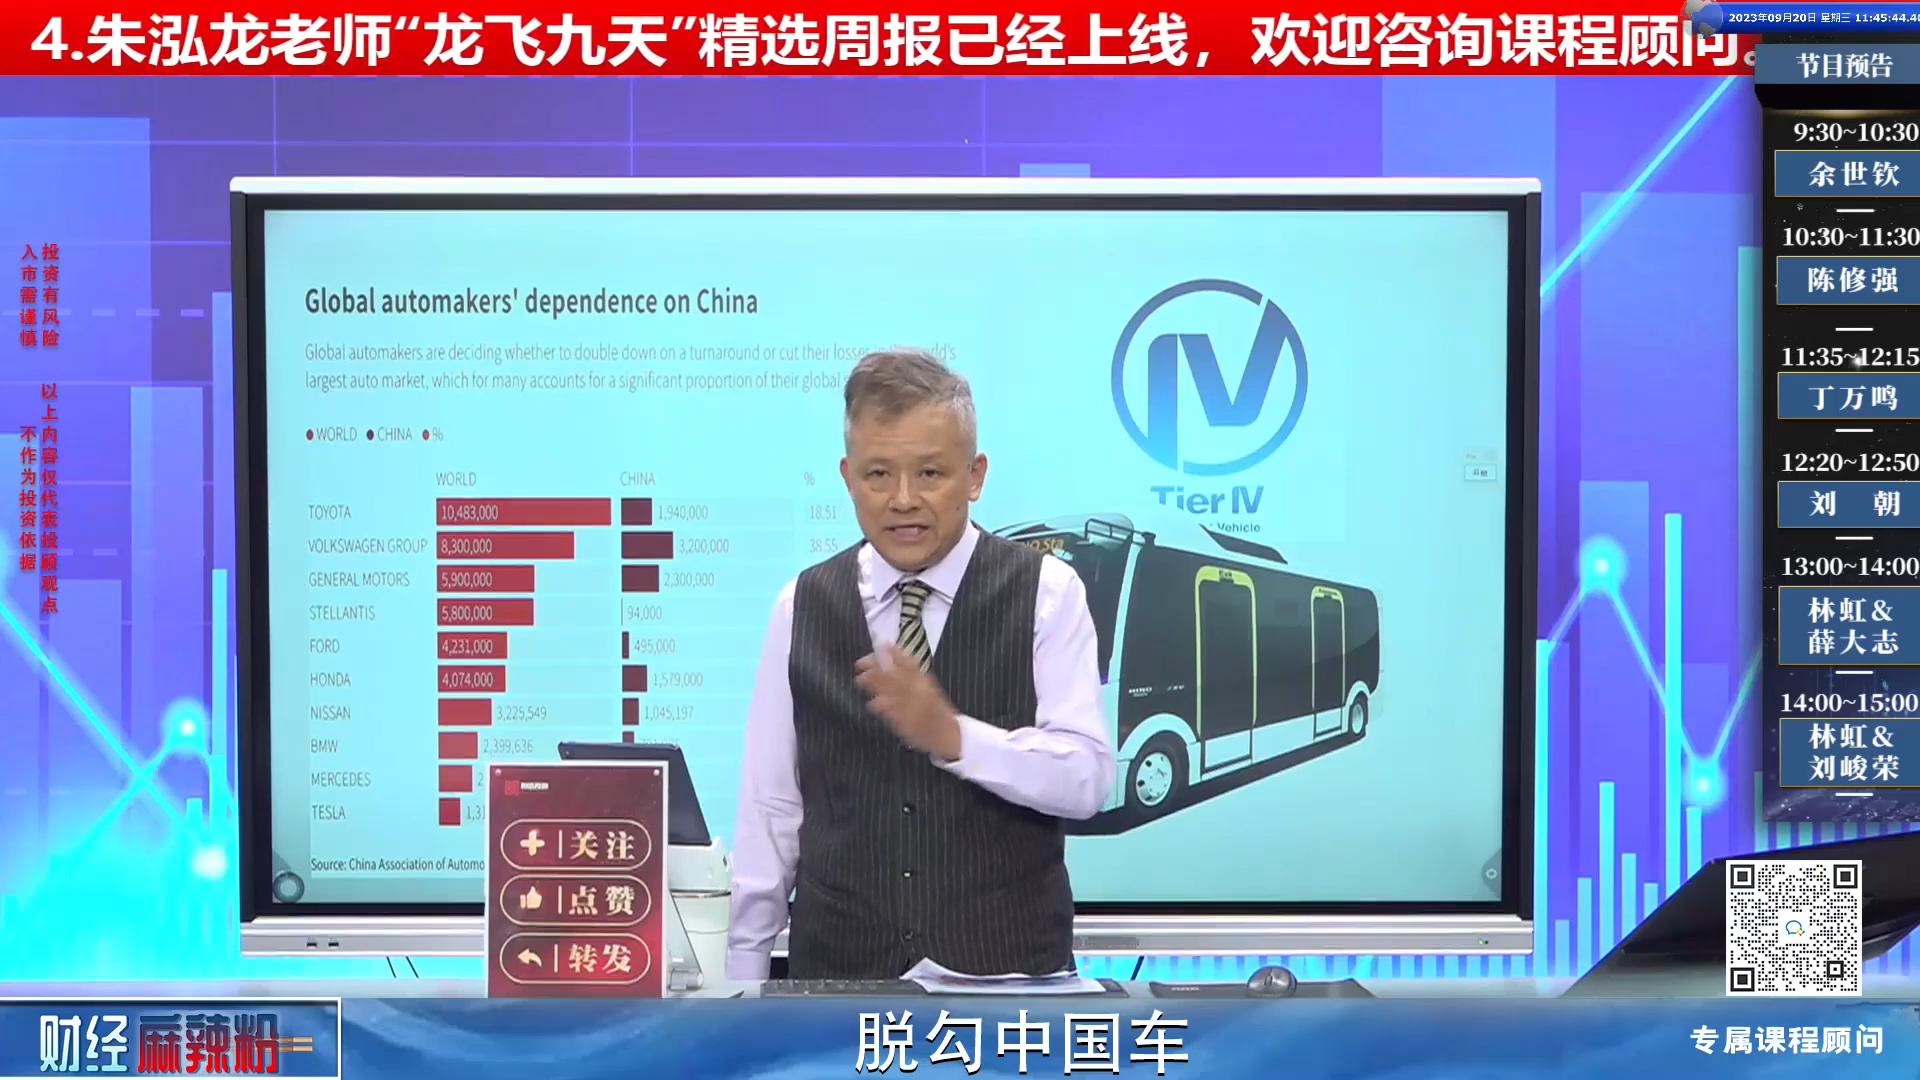 4.朱泓龙老师“龙飞九天”精选周报已经上线，欢迎咨询课程顾问。
2023年09月20日 星期三 11:45:44.40
节目预告
9:30~10:30
余世钦
10:30~11:30
陈修强
11:35~12:15
丁万鸣
12:20~12:50
刘 朝
13:00~14:00
林虹&
薛大志
14:00~15:00
林虹&
刘峻荣
投资有风险
入市需谨慎
以上内容仅代表投顾观点
不作为投资依据
Global automakers' dependence on China
Global automakers are deciding whether to double down on a turnaround or cut their losses
largest auto market, which for many accounts for a significant proportion of their global
WORLD CHINA %
WORLD CHINA %
TOYOTA 10,483,000 1,940,000 18.51
VOLKSWAGEN GROUP 8,300,000 3,200,000 38.55
GENERAL MOTORS 5,900,000 2,300,000
STELLANTIS 5,800,000 94,000
FORD 4,231,000 495,000
HONDA 4,074,000 1,579,000
NISSAN 3,225,549 1,045,197
BMW 2,399,636
MERCEDES 2
TESLA 1,31
Source: China Association of Automo
IV
Tier IV
Vehicle
HINO
关注
点赞
转发
财经麻辣粉
脱勾中国车
专属课程顾问